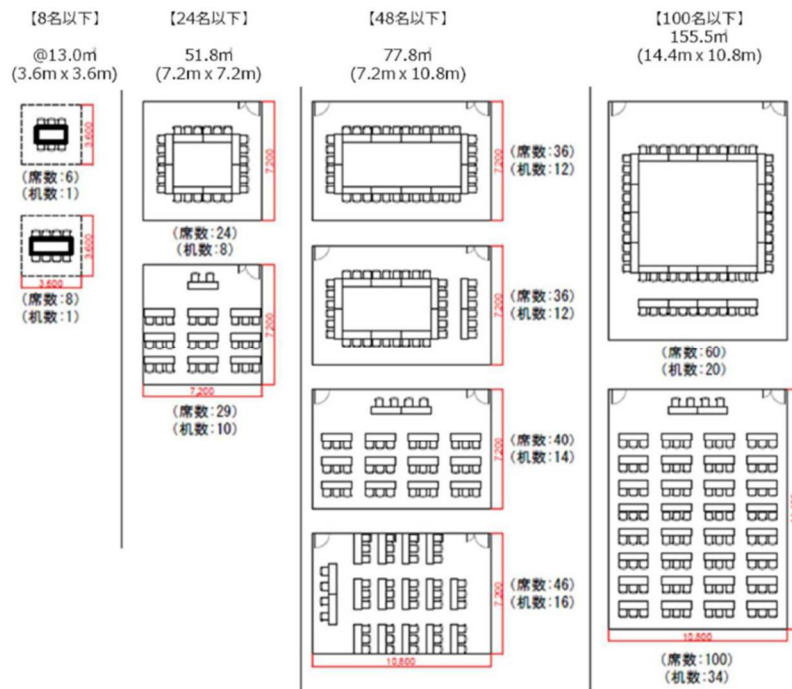 【8名以下】
@13.0㎡
(3.6m x 3.6m)
3,600
(席数:6)
(机数:1)
3,600
3,600
(席数:8)
(机数:1)
【24名以下】
51.8㎡
(7.2m x 7.2m)
7,200
(席数:24)
(机数:8)
7,200
7,200
(席数:29)
(机数:10)
【48名以下】
77.8㎡
(7.2m x 10.8m)
7,200
(席数:36)
(机数:12)
7,200
(席数:36)
(机数:12)
7,200
(席数:40)
(机数:14)
7,200
(席数:46)
(机数:16)
10,800
【100名以下】
155.5㎡
(14.4m x 10.8m)
(席数:60)
(机数:20)
10,800
(席数:100)
(机数:34)